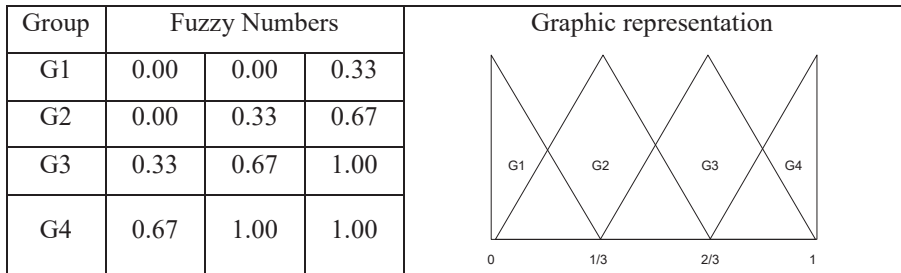 Group Fuzzy Numbers Graphic representation
G1 0.00 0.00 0.33
G2 0.00 0.33 0.67
G3 0.33 0.67 1.00
G4 0.67 1.00 1.00
G1 G2 G3 G4
0 1/3 2/3 1